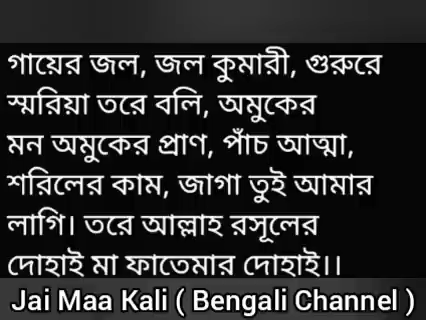 গায়ের জল, জল কুমারী, গুরুরে
স্মরিয়া তরে বলি, অমুকের
মন অমুকের প্রাণ, পাঁচ আত্মা,
শরিলের কাম, জাগা তুই আমার
লাগি। তরে আল্লাহ রসূলের
দোহাই মা ফাতেমার দোহাই।।
Jai Maa Kali ( Bengali Channel )